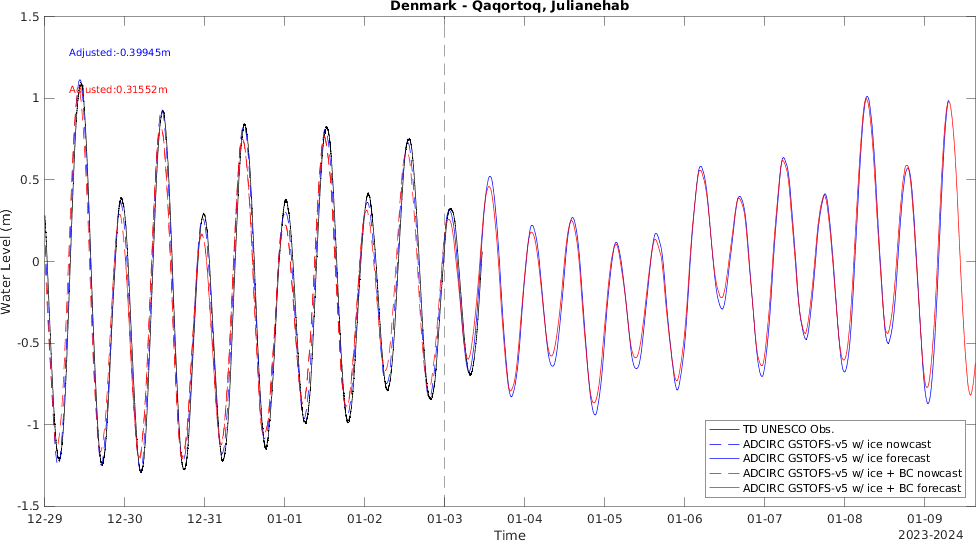 Denmark - Qaqortoq, Julianehab
Adjusted:-0.39945m
Adjusted:0.31552m
1.5
1
0.5
0
-0.5
-1
-1.5
Water Level (m)
TD UNESCO Obs.
ADCIRC GSTOFS-v5 w/ ice nowcast
ADCIRC GSTOFS-v5 w/ ice forecast
ADCIRC GSTOFS-v5 w/ ice + BC nowcast
ADCIRC GSTOFS-v5 w/ ice + BC forecast
12-29 12-30 12-31 01-01 01-02 01-03 01-04 01-05 01-06 01-07 01-08 01-09
Time
2023-2024